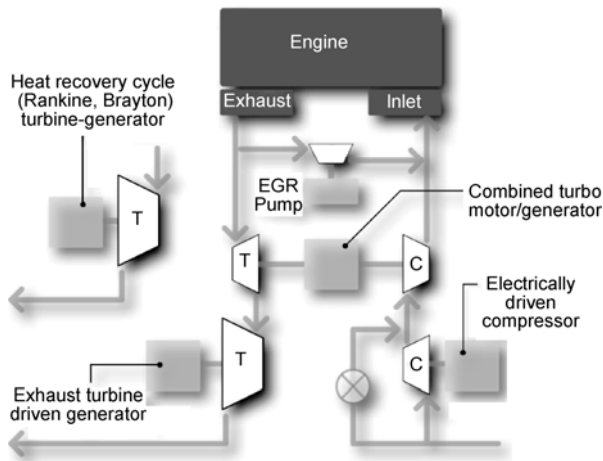 Engine
Exhaust
Inlet
Heat recovery cycle
(Rankine, Brayton)
turbine-generator
EGR
Pump
T
Combined turbo
motor/generator
T
C
Electrically
driven
compressor
T
C
Exhaust turbine
driven generator